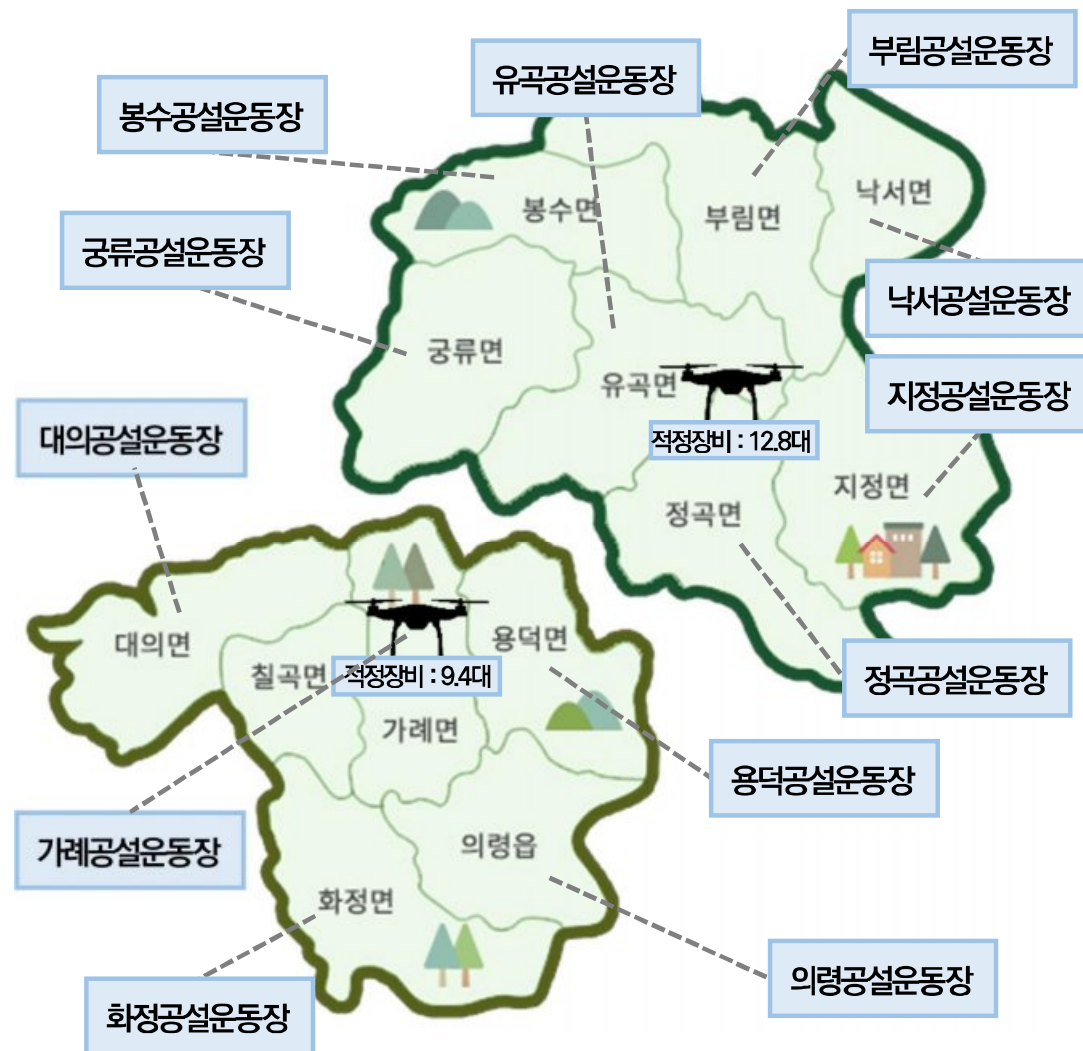 부림공설운동장
유곡공설운동장
봉수공설운동장
낙서면
봉수면
부림면
궁류공설운동장
낙서공설운동장
궁류면
유곡면
지정공설운동장
대의공설운동장
적정장비 : 12.8대
지정면
정곡면
대의면
용덕면
칠곡면
적정장비 : 9.4대
정곡공설운동장
가례면
용덕공설운동장
가례공설운동장
의령읍
화정면
의령공설운동장
화정공설운동장